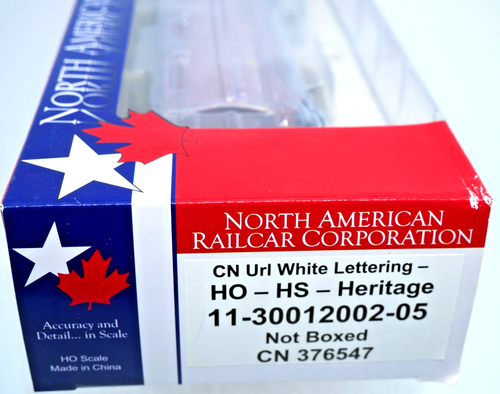 NORTH AMERICAN
NORTH AMERICAN
RAILCAR CORPORATION
CN Url White Lettering –
HO – HS – Heritage
11-30012002-05
Not Boxed
CN 376547
Accuracy and
Detail... in Scale
HO Scale
Made in China